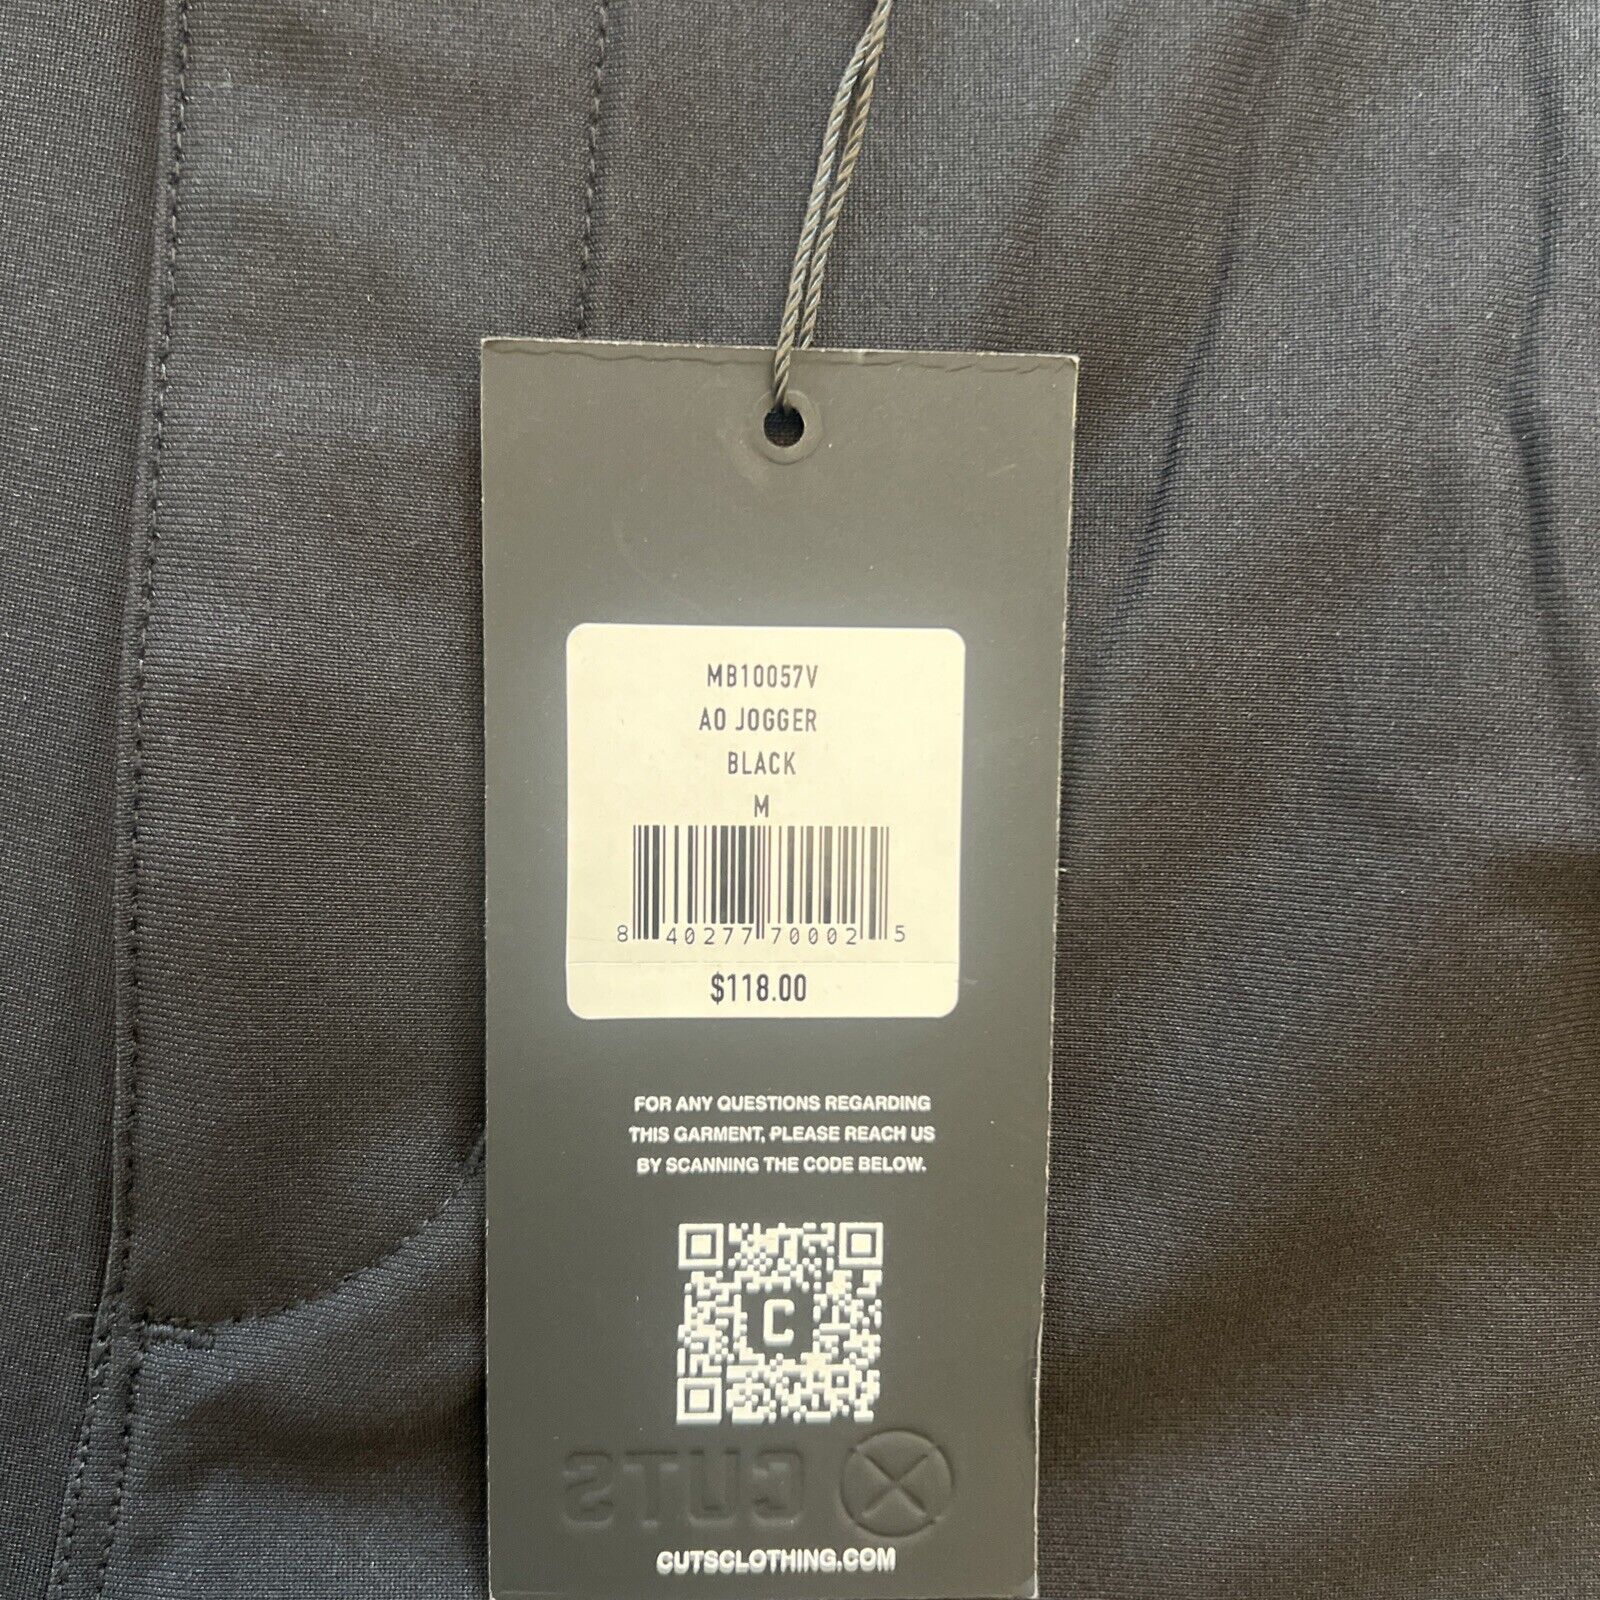 MB10057V
AO JOGGER
BLACK
M
8 40277 70002 5
$118.00
FOR ANY QUESTIONS REGARDING
THIS GARMENT, PLEASE REACH US
BY SCANNING THE CODE BELOW.
C
CUTS
CUTSCLOTHING.COM